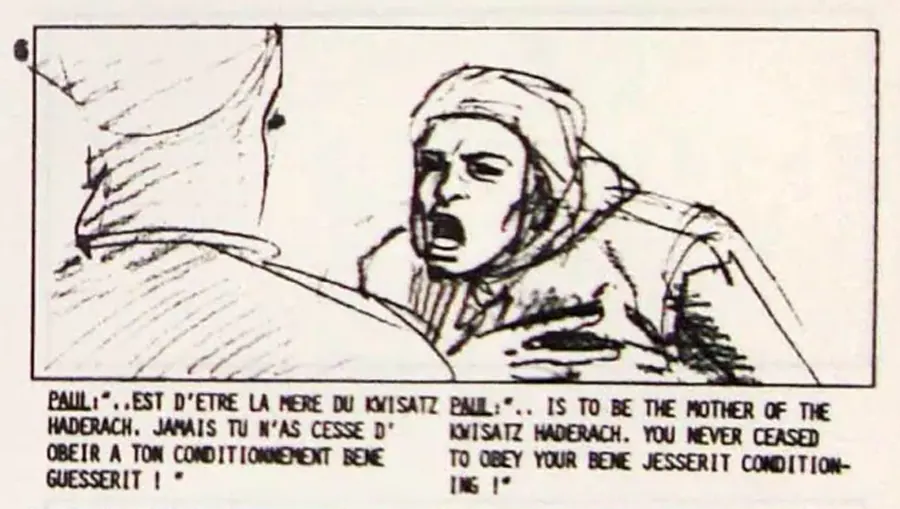 6
PAUL:"..EST D'ETRE LA MERE DU KWISATZ
HADERACH. JAMAIS TU N'AS CESSE D'
OBEIR A TON CONDITIONNEMENT BENE
GUESSERIT ! "
PAUL:".. IS TO BE THE MOTHER OF THE
KWISATZ HADERACH. YOU NEVER CEASED
TO OBEY YOUR BENE JESSERIT CONDITION-
ING !"